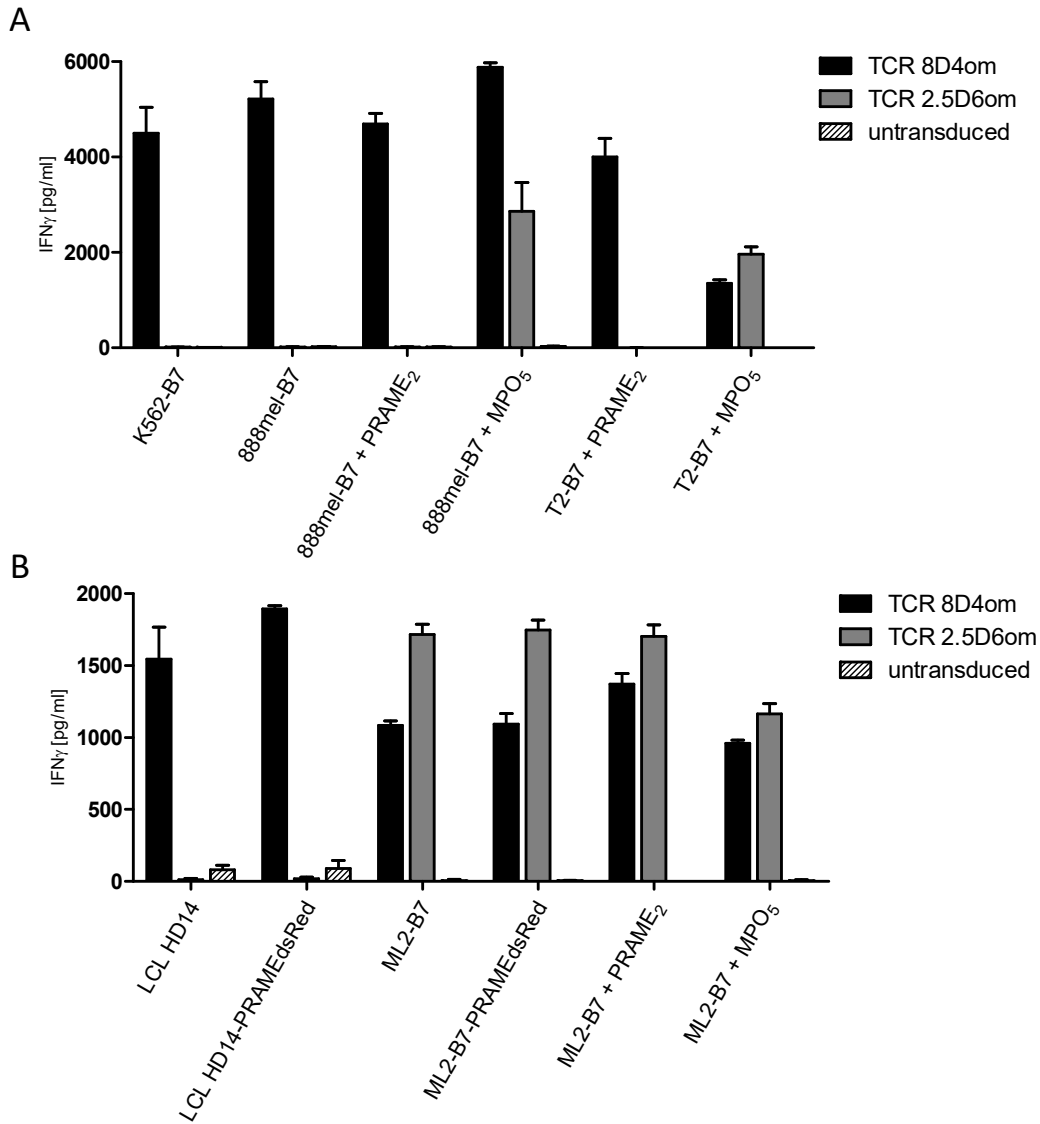 A
IFNγ [pg/ml]
6000
4000
2000
0
TCR 8D4om
TCR 2.5D6om
untransduced
K562-B7
888mel-B7
888mel-B7 + PRAME₂
888mel-B7 + MPO₅
T2-B7 + PRAME₂
T2-B7 + MPO₅
B
IFNγ [pg/ml]
2000
1500
1000
500
0
TCR 8D4om
TCR 2.5D6om
untransduced
LCL HD14
LCL HD14-PRAMEdsRed
ML2-B7
ML2-B7-PRAMEdsRed
ML2-B7 + PRAME₂
ML2-B7 + MPO₅